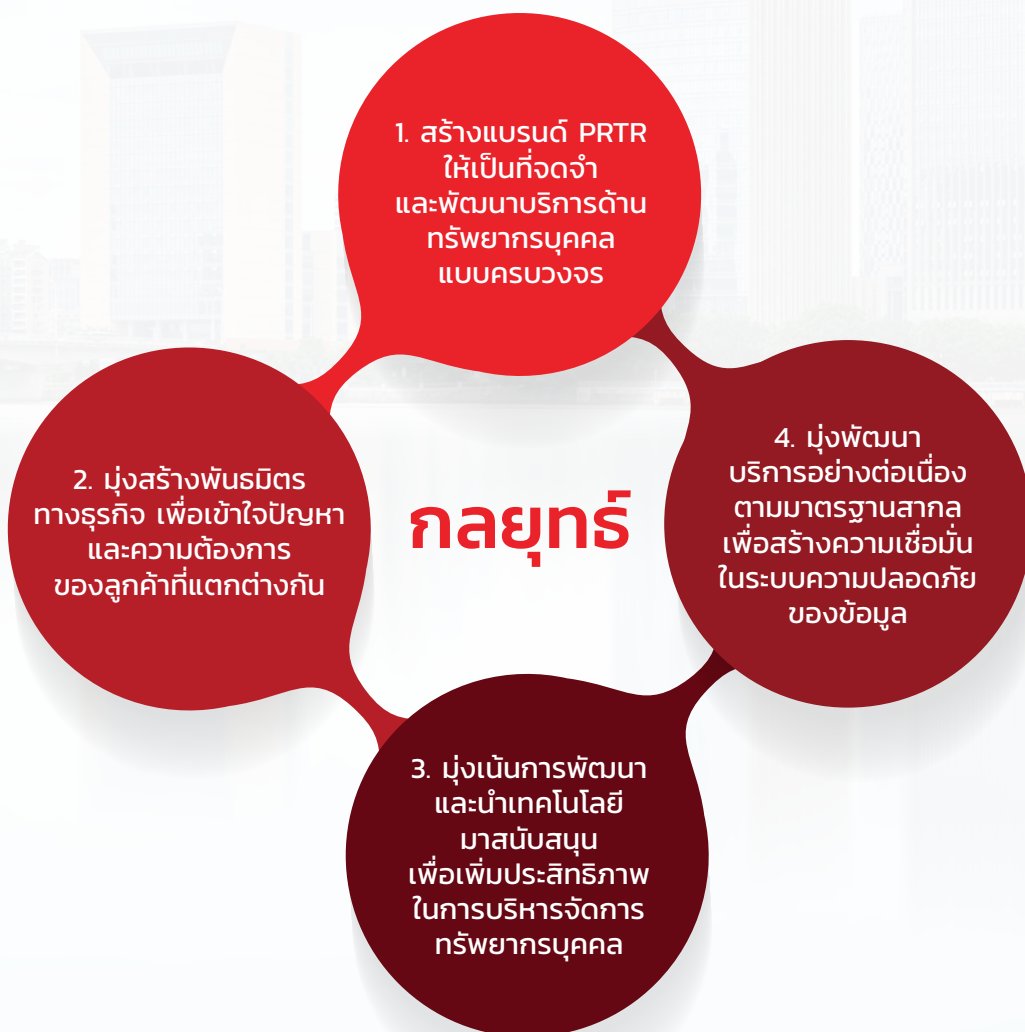 1. สร้างแบรนด์ PRTR
ให้เป็นที่จดจำ
และพัฒนาบริการด้าน
ทรัพยากรบุคคล
แบบครบวงจร
2. มุ่งสร้างพันธมิตร
ทางธุรกิจ เพื่อเข้าใจปัญหา
และความต้องการ
ของลูกค้าที่แตกต่างกัน
กลยุทธ์
4. มุ่งพัฒนา
บริการอย่างต่อเนื่อง
ตามมาตรฐานสากล
เพื่อสร้างความเชื่อมั่น
ในระบบความปลอดภัย
ของข้อมูล
3. มุ่งเน้นการพัฒนา
และนำเทคโนโลยี
มาสนับสนุน
เพื่อเพิ่มประสิทธิภาพ
ในการบริหารจัดการ
ทรัพยากรบุคคล